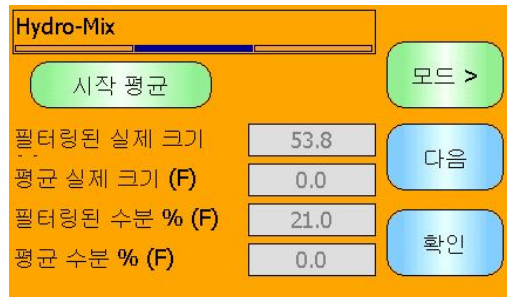 Hydro-Mix
시작 평균
모드 >
필터링된 실제 크기
53.8
평균 실제 크기 (F)
0.0
다음
필터링된 수분 % (F)
21.0
평균 수분 % (F)
0.0
확인